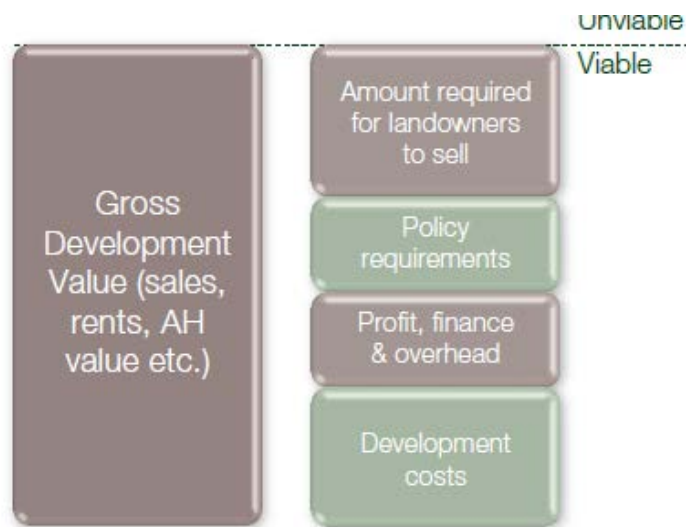 Unviable
Viable
Gross
Development
Value (sales,
rents, AH
value etc.)
Amount required
for landowners
to sell
Policy
requirements
Profit, finance
& overhead
Development
costs